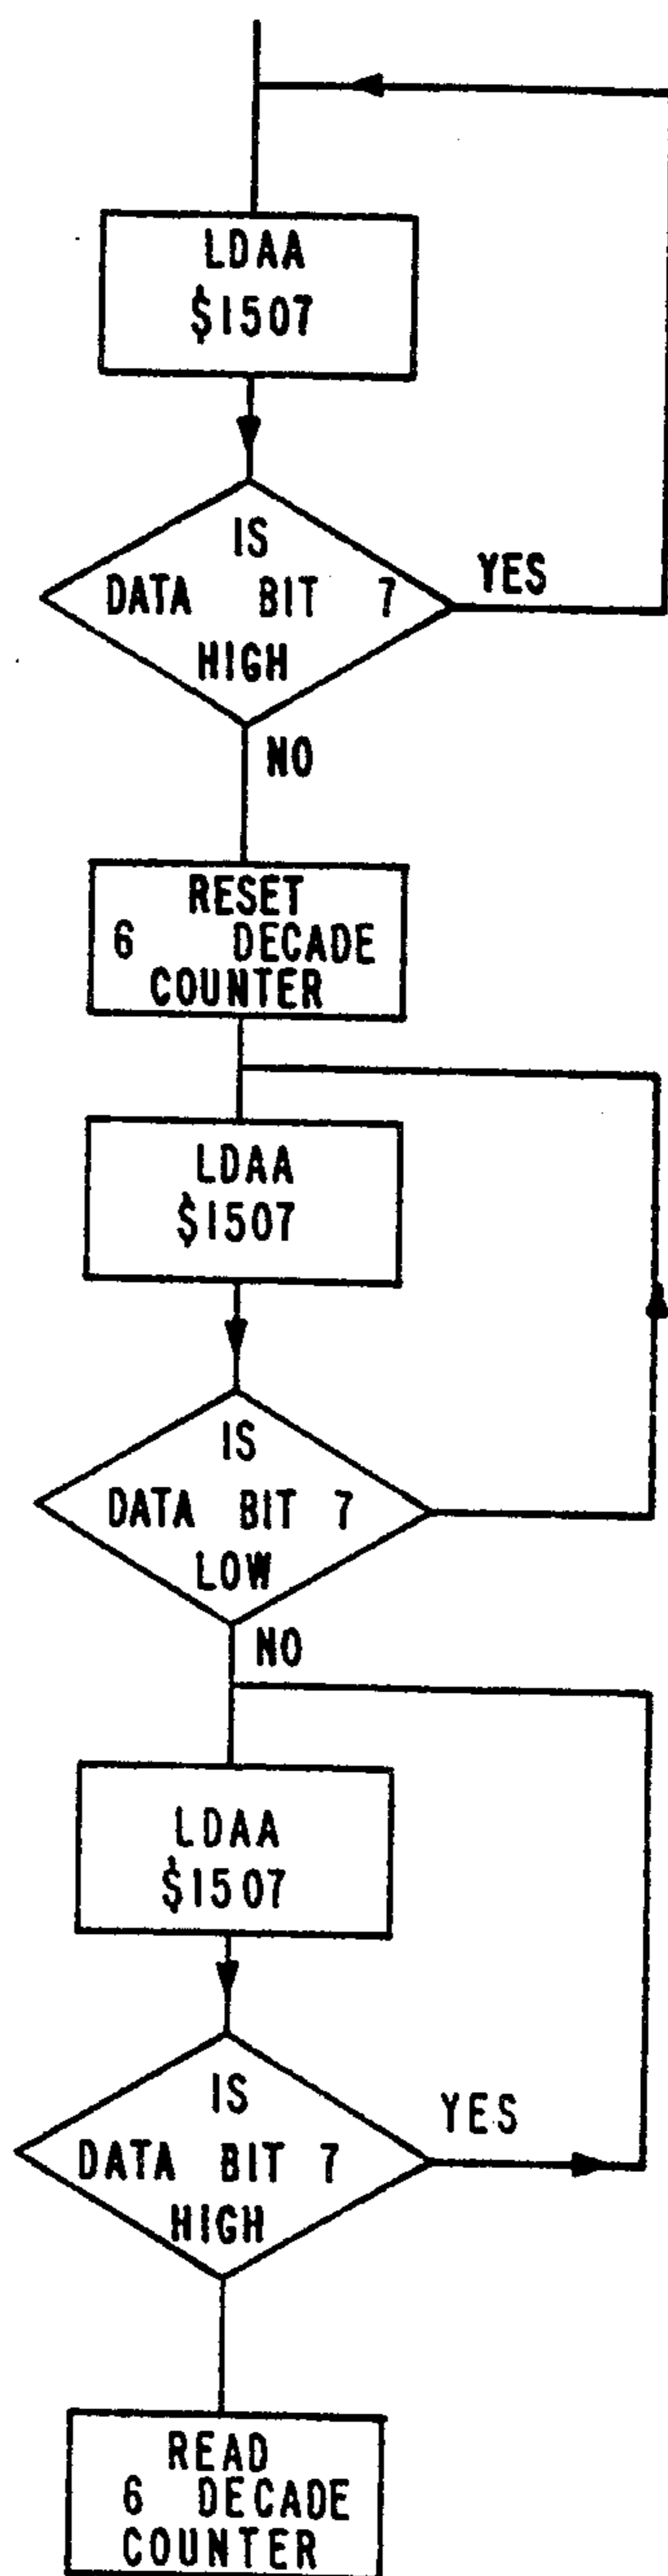 LDAA
$1507
IS
DATA BIT 7
HIGH
YES
NO
RESET
6 DECADE
COUNTER
LDAA
$1507
IS
DATA BIT 7
LOW
NO
LDAA
$1507
IS
DATA BIT 7
HIGH
YES
READ
6 DECADE
COUNTER